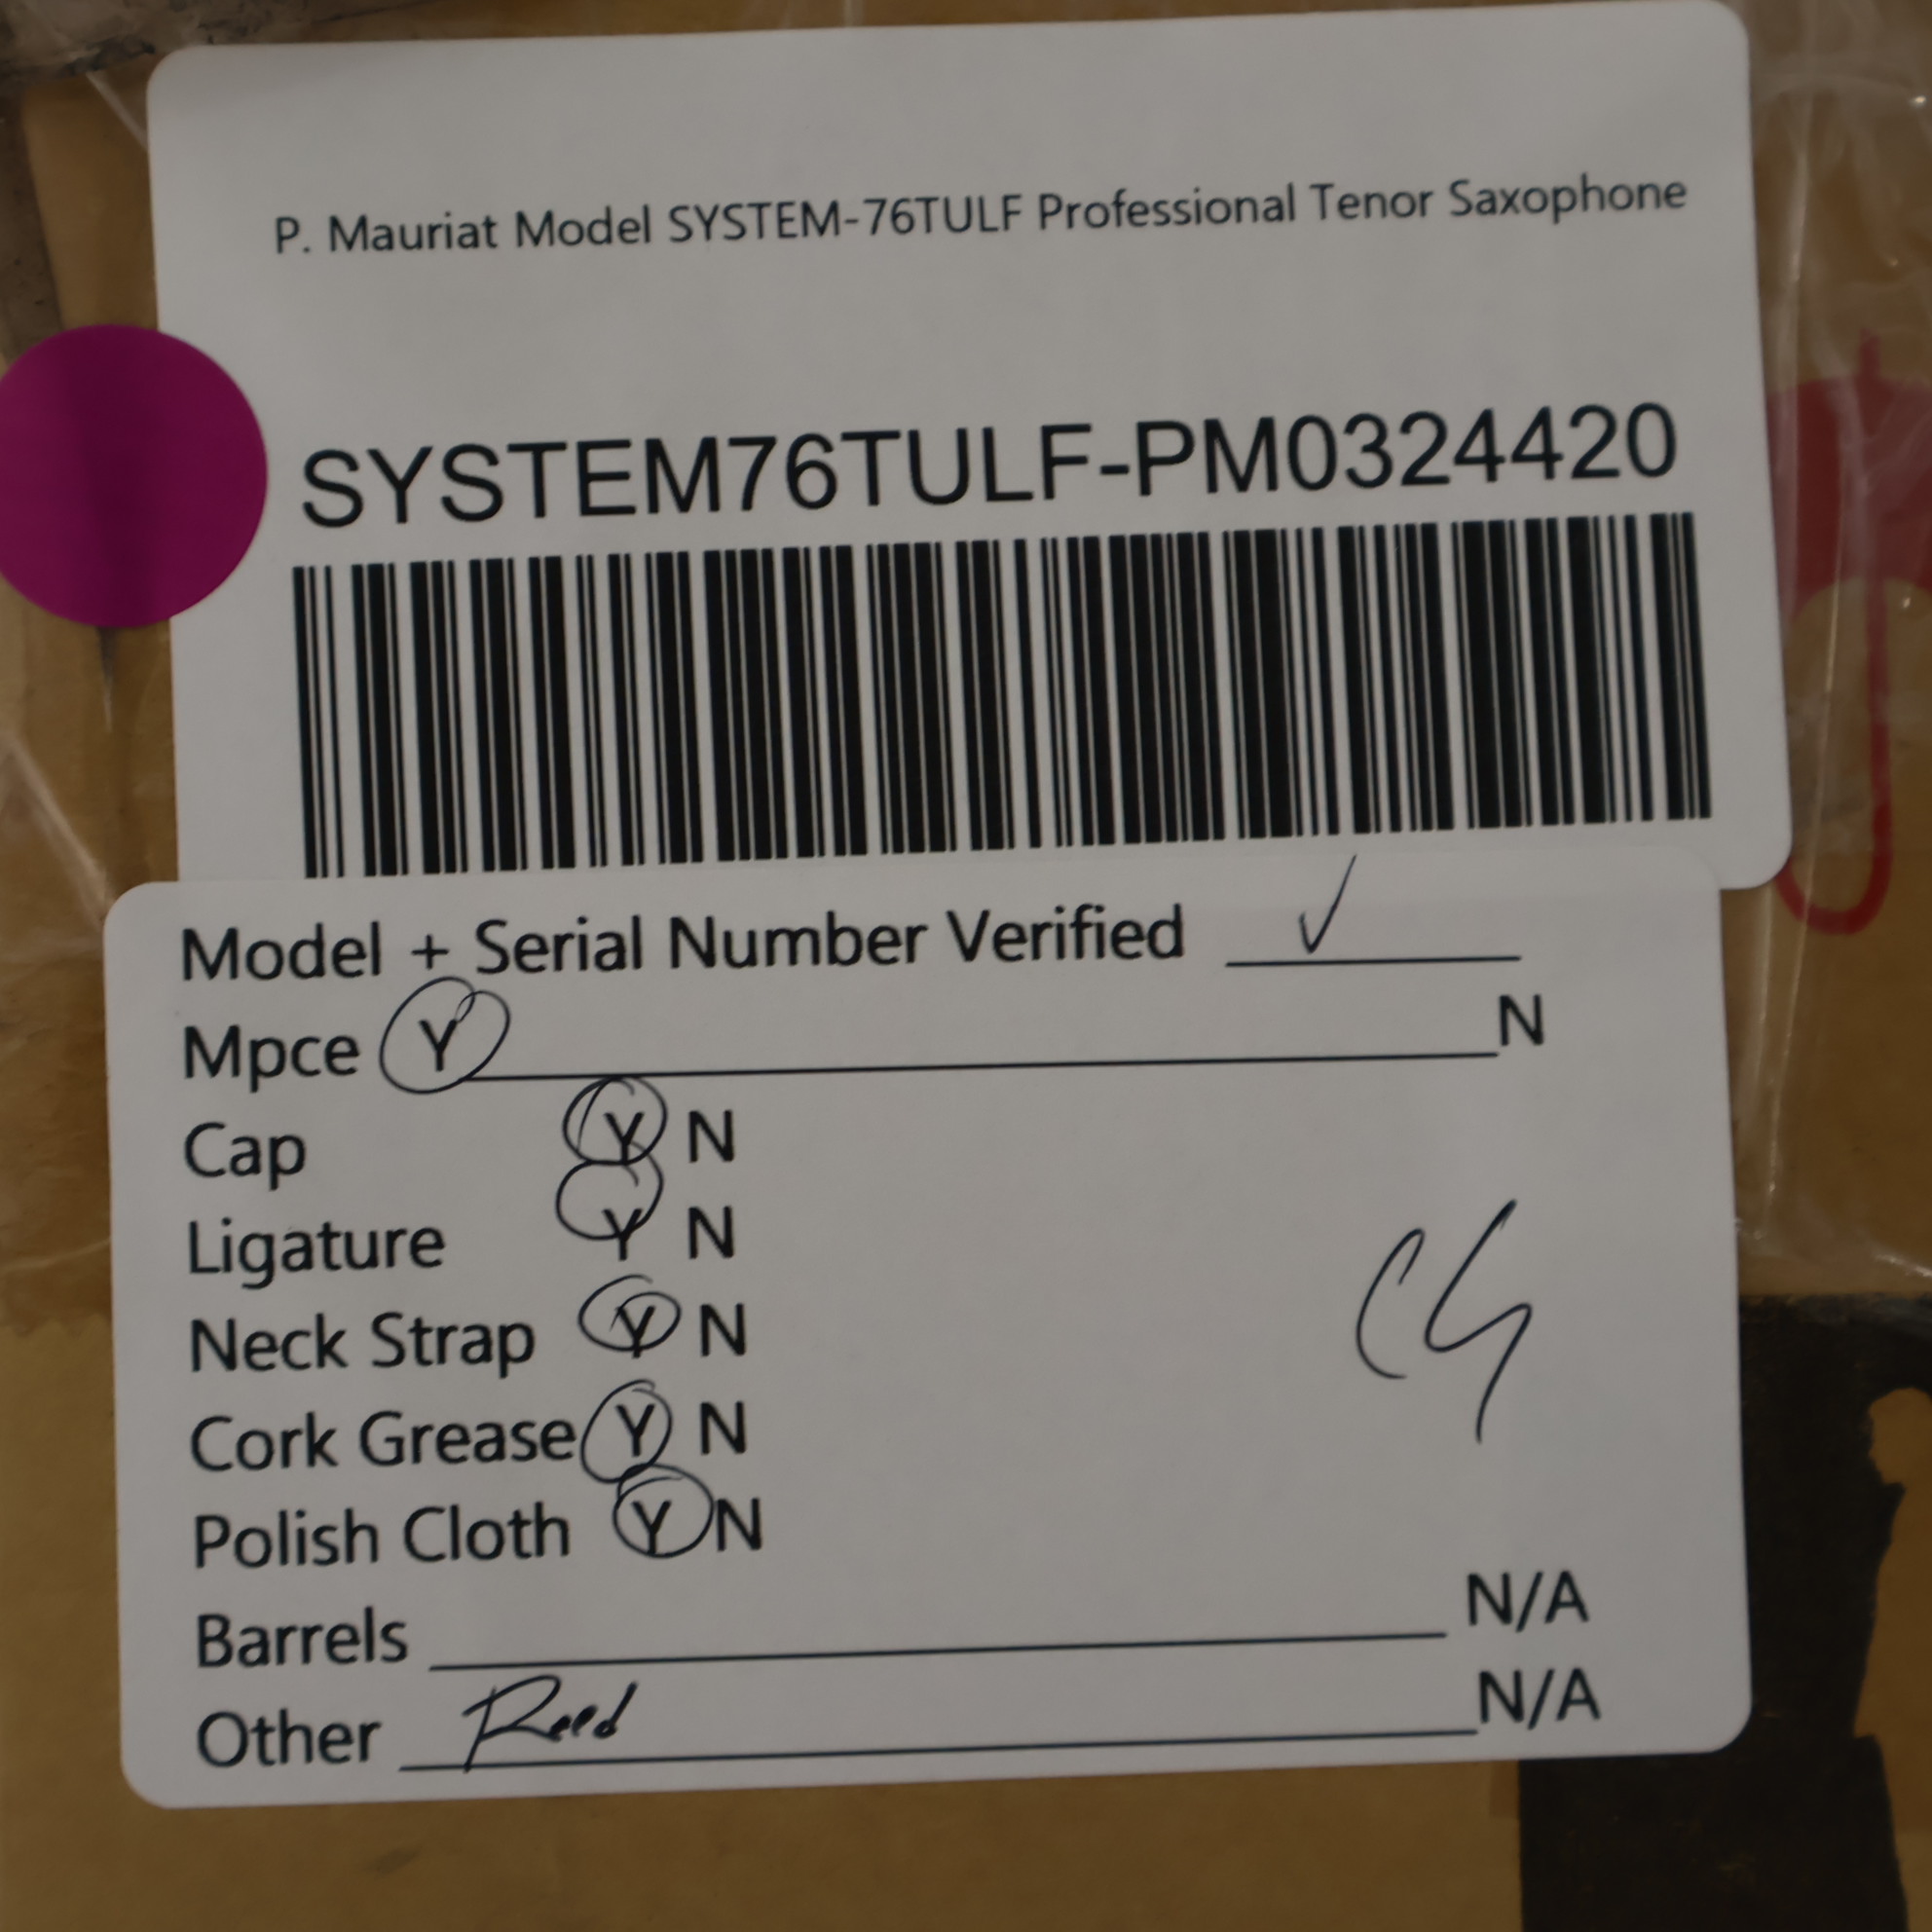 P. Mauriat Model SYSTEM-76TULF Professional Tenor Saxophone
SYSTEM76TULF-PM0324420
Model + Serial Number Verified ✓
Mpce Y N
Cap Y N
Ligature Y N
Neck Strap Y N
Cork Grease Y N
Polish Cloth Y N
Barrels N/A
Other Reed N/A